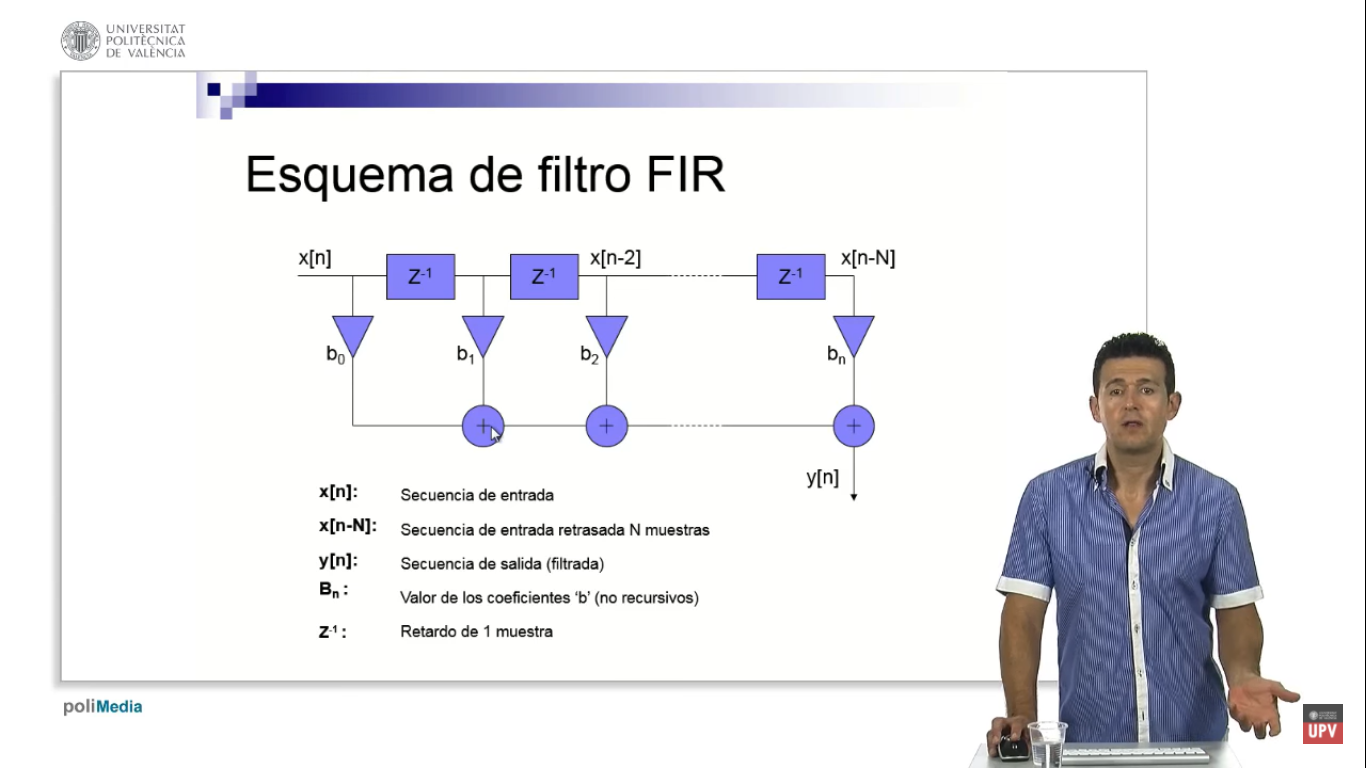 UNIVERSITAT
POLITÈCNICA
DE VALÈNCIA
Esquema de filtro FIR
x[n]
Z-1
Z-1
x[n-2]
Z-1
x[n-N]
b0
b1
b2
bn
+
+
+
y[n]
x[n]: Secuencia de entrada
x[n-N]: Secuencia de entrada retrasada N muestras
y[n]: Secuencia de salida (filtrada)
Bn : Valor de los coeficientes 'b' (no recursivos)
Z-1 : Retardo de 1 muestra
poliMedia
UPV